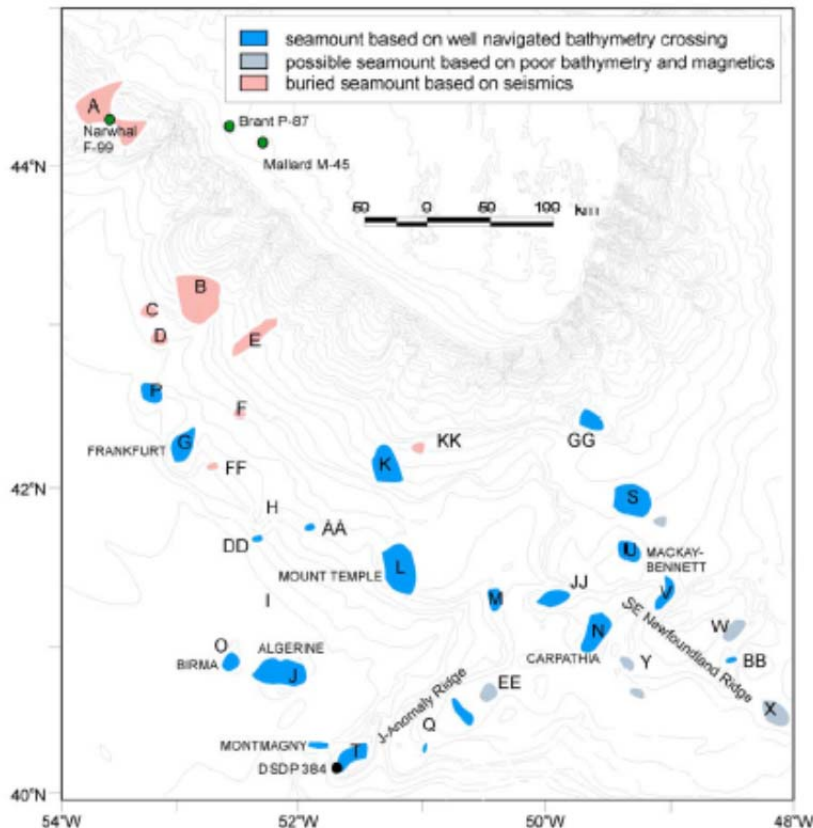 seamount based on well navigated bathymetry crossing
possible seamount based on poor bathymetry and magnetics
buried seamount based on seismics
A
Narwhal
F-99
Brant P-87
Mallard M-45
44°N
60 0 60 100
B
C
D
E
P
F
G
FRANKFURT
FF
KK
GG
K
42°N
H
S
AA
DD
U
MACKAY-
BENNETT
MOUNT TEMPLE
L
I
M
JJ
V
SE Newfoundland Ridge
W
N
CARPATHIA
O
BIRMA
ALGERINE
J
Y
BB
EE
J-Anomaly Ridge
X
Q
MONTMAGNY
T
DSDP 384
40°N
54°W
52°W
50°W
48°W